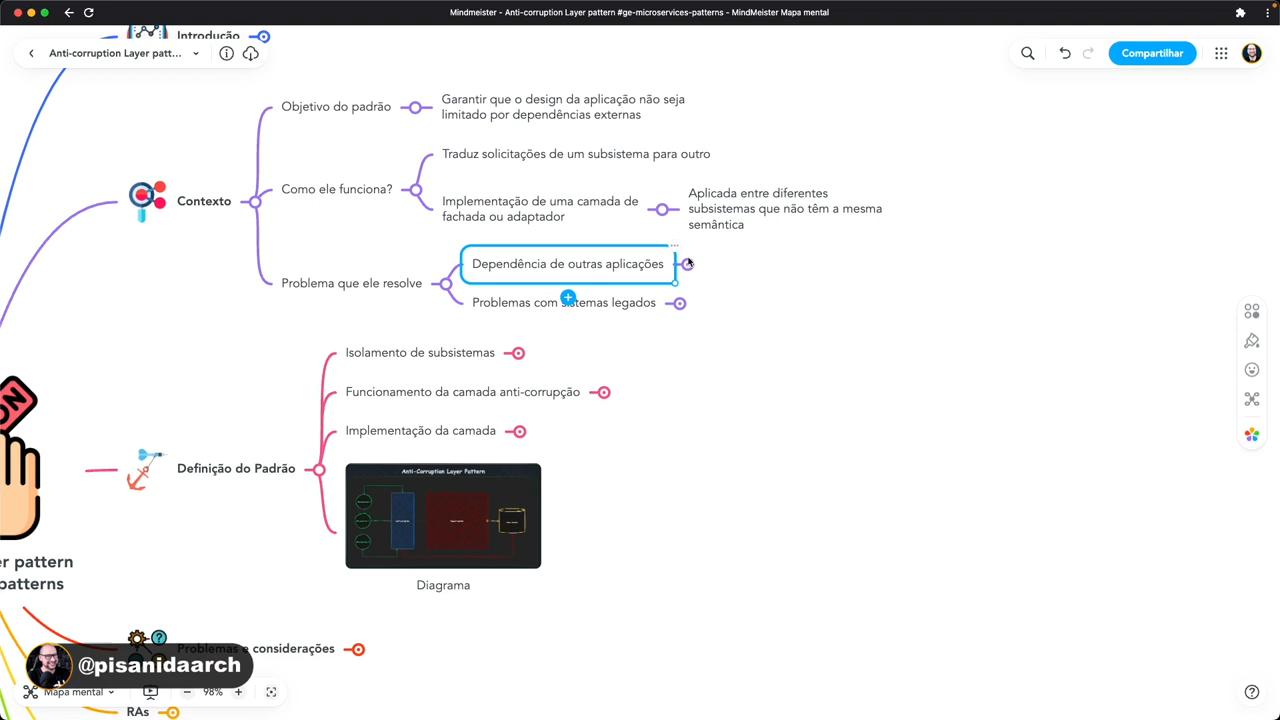 Mindmeister - Anti-corruption Layer pattern #ge-microservices-patterns - MindMeister Mapa mental
Introdução
Anti-corruption Layer patt...
Compartilhar
Objetivo do padrão
Garantir que o design da aplicação não seja
limitado por dependências externas
Traduz solicitações de um subsistema para outro
Como ele funciona?
Contexto
Implementação de uma camada de
fachada ou adaptador
Aplicada entre diferentes
subsistemas que não têm a mesma
semântica
Dependência de outras aplicações
Problema que ele resolve
Problemas com sistemas legados
Isolamento de subsistemas
Funcionamento da camada anti-corrupção
Implementação da camada
Definição do Padrão
Anti-Corruption Layer Pattern
Diagrama
ON
er pattern
patterns
Problemas e considerações
@pisanidaarch
Mapa mental
98%
RAs